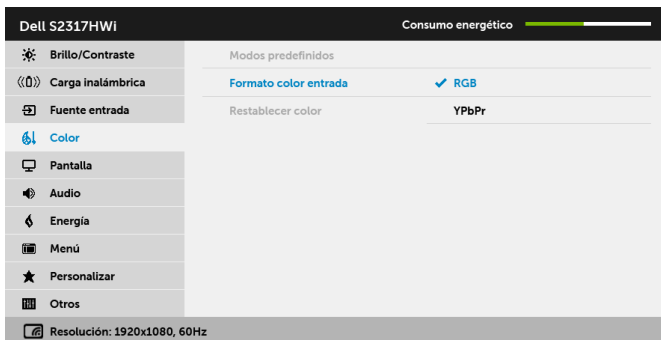 Dell S2317HWi
Consumo energético
Brillo/Contraste
Modos predefinidos
Carga inalámbrica
Formato color entrada
RGB
Fuente entrada
Restablecer color
YPbPr
Color
Pantalla
Audio
Energía
Menú
Personalizar
Otros
Resolución: 1920x1080, 60Hz